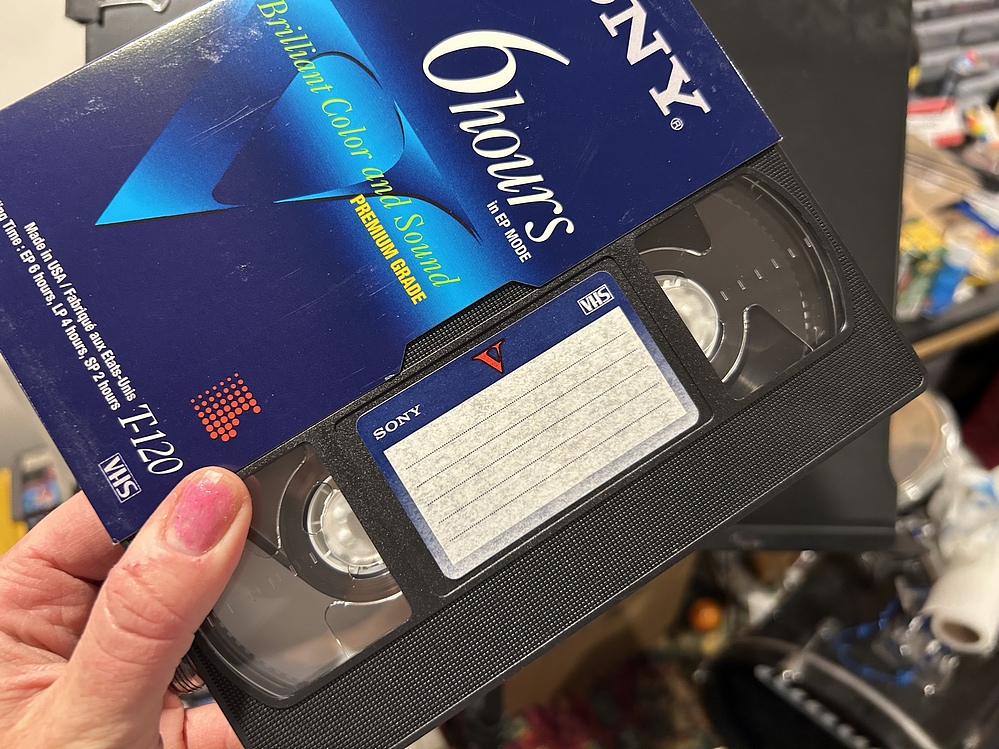 SONY®
6hours
in EP MODE
Brilliant Color and Sound
PREMIUM GRADE
Made in USA / Fabriqué aux Etats-Unis
Time : EP 6 hours, LP 4 hours, SP 2 hours
T-120
VHS
VHS
V
SONY